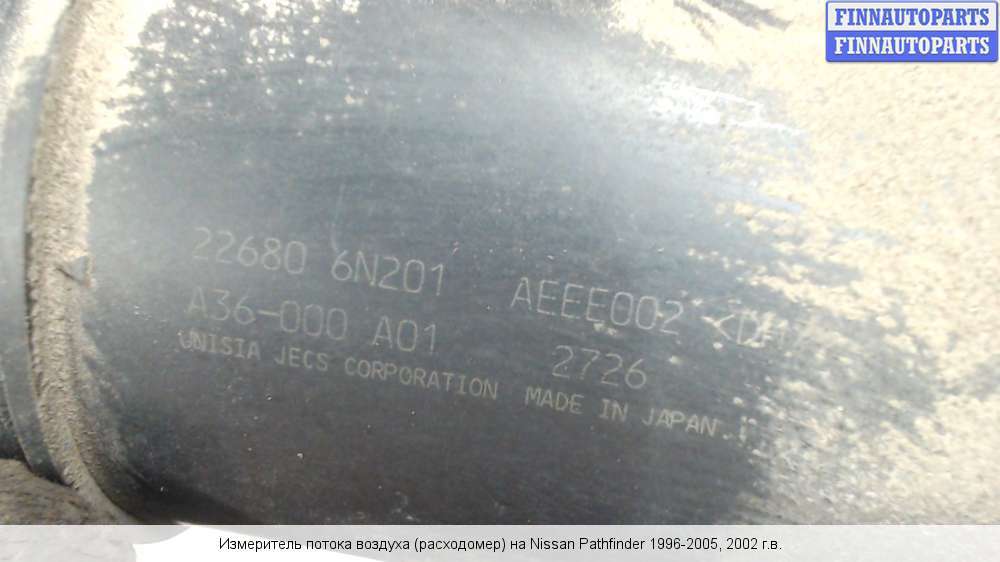 FINNAUTOPARTS
FINNAUTOPARTS
22680 6N201 AEEE002
A36-000 A01 2726
UNISIA JECS CORPORATION MADE IN JAPAN
Измеритель потока воздуха (расходомер) на Nissan Pathfinder 1996-2005, 2002 г.в.